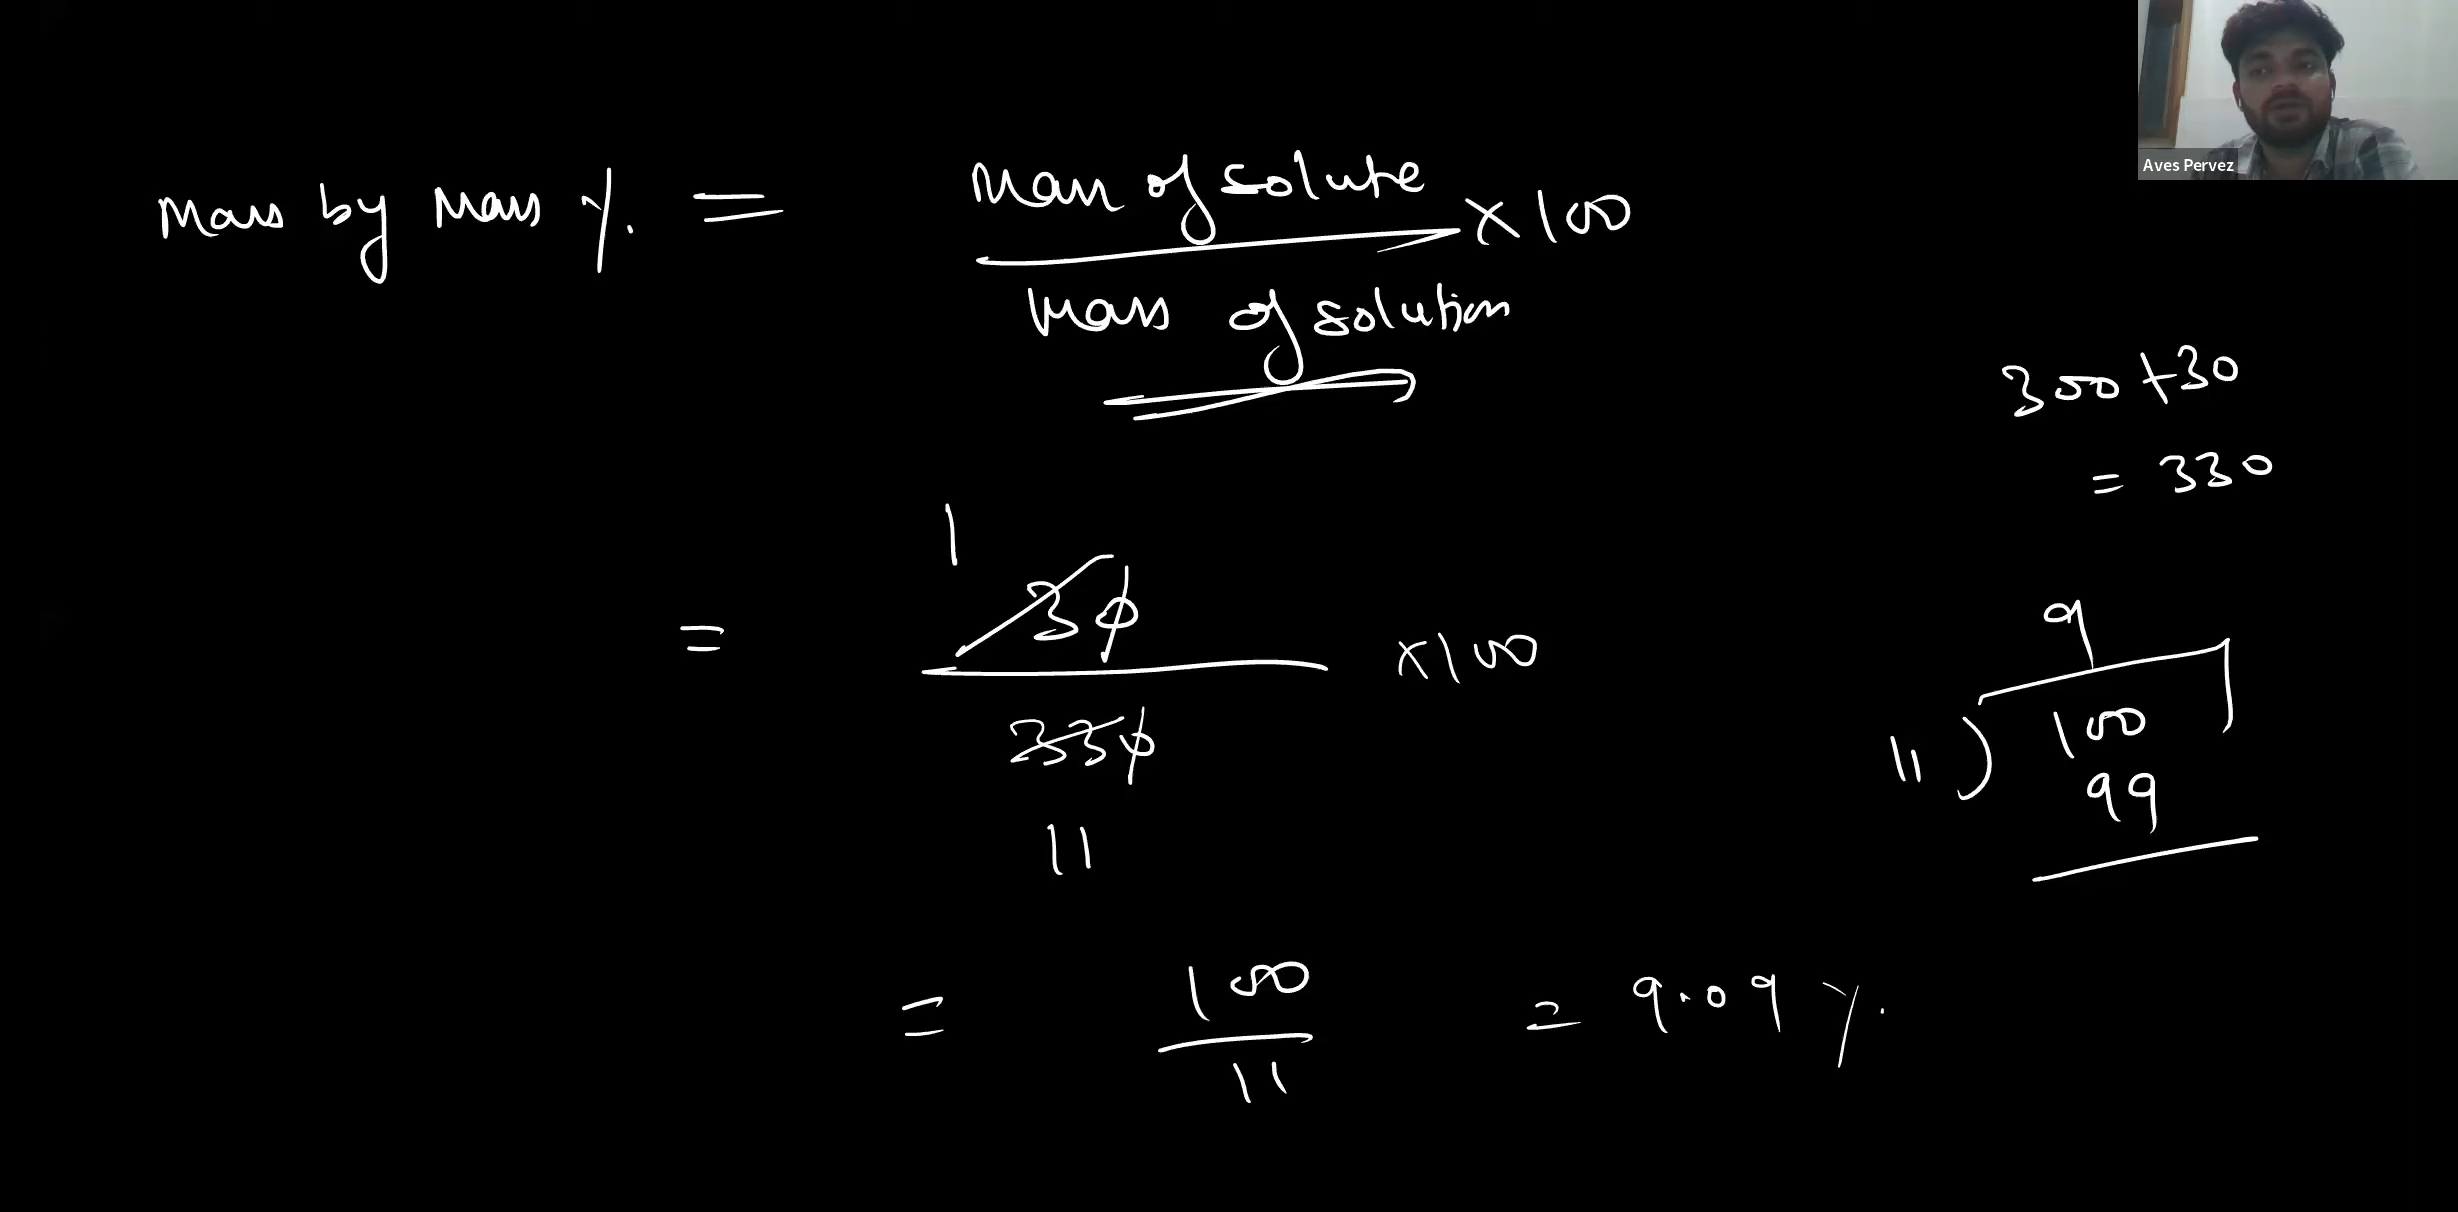 Aves Pervez
Mass by Mass % = Mass of solute × 100
Mass of solution
300 + 30
= 330
1
= 30 × 100
330
11
9
11 ) 100
99
= 100 = 9.09 %
11